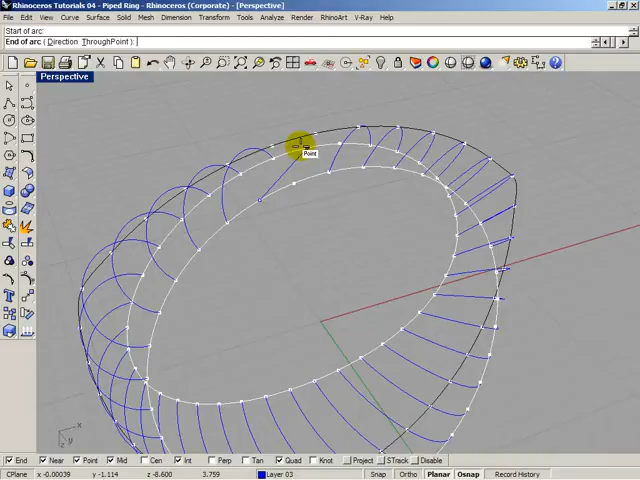 Rhinoceros Tutorials 04 - Piped Ring - Rhinoceros (Corporate) - [Perspective]
File Edit View Curve Surface Solid Mesh Dimension Transform Tools Analyze Render RhinoArt V-Ray Help
Start of arc:
End of arc ( Direction ThroughPoint ):
Perspective
Point
x
y
End Near Point Mid Cen Int Perp Tan Quad Knot Project STrack Disable
CPlane x -0.00039 y -1.114 z -8.600 3.759 Layer 03 Snap Ortho Planar Osnap Record History